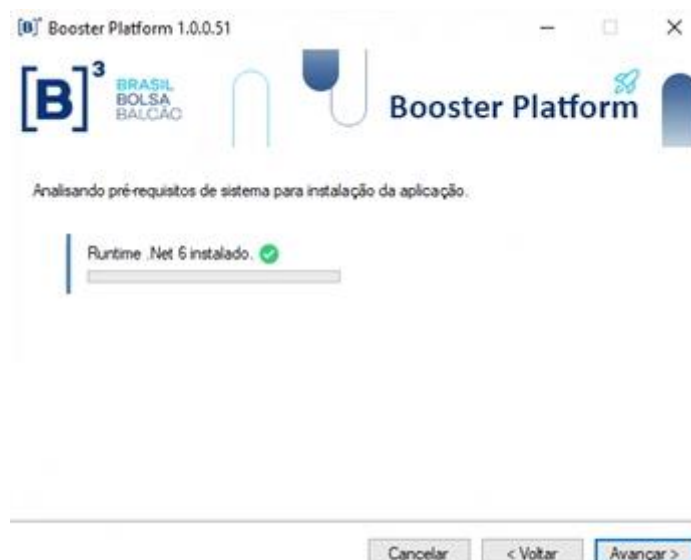 [B]³ Booster Platform 1.0.0.51
[B]³ BRASIL
BOLSA
BALCÃO
Booster Platform
Analisando pré-requisitos de sistema para instalação da aplicação.
Runtime .Net 6 instalado.
Cancelar
< Voltar
Avançar >